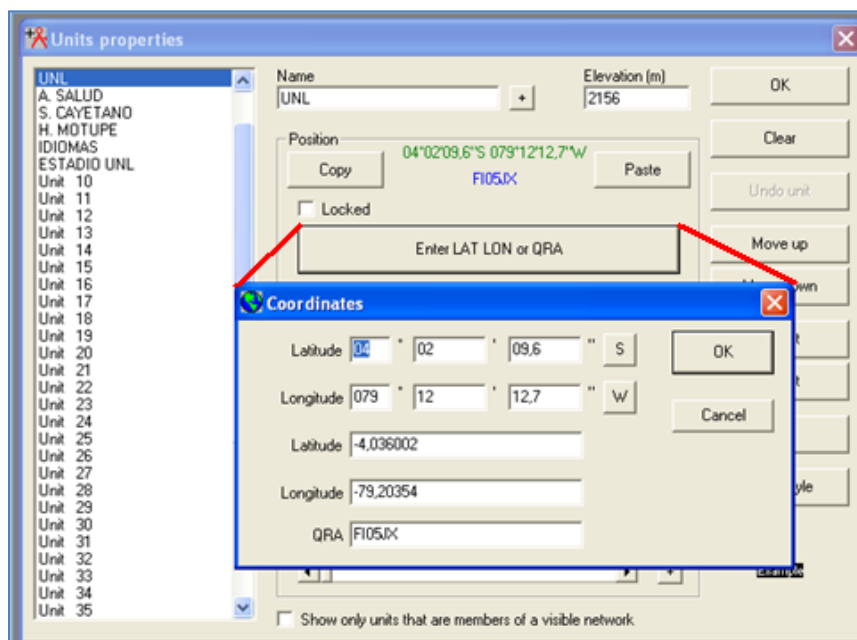 Units properties
UNL
A. SALUD
S. CAYETANO
H. MOTUPE
IDIOMAS
ESTADIO UNL
Unit 10
Unit 11
Unit 12
Unit 13
Unit 14
Unit 15
Unit 16
Unit 17
Unit 18
Unit 19
Unit 20
Unit 21
Unit 22
Unit 23
Unit 24
Unit 25
Unit 26
Unit 27
Unit 28
Unit 29
Unit 30
Unit 31
Unit 32
Unit 33
Unit 34
Unit 35
Name
UNL
+
Elevation (m)
2156
Position
Copy
04°02'09,6"S 079°12'12,7"W
FI05JX
Paste
Locked
Enter LAT LON or QRA
OK
Clear
Undo unit
Move up
Coordinates
Latitude 04 ° 02 ' 09,6 " S
Longitude 079 ° 12 ' 12,7 " W
Latitude -4,036002
Longitude -79,20354
QRA FI05JX
OK
Cancel
+
Show only units that are members of a visible network